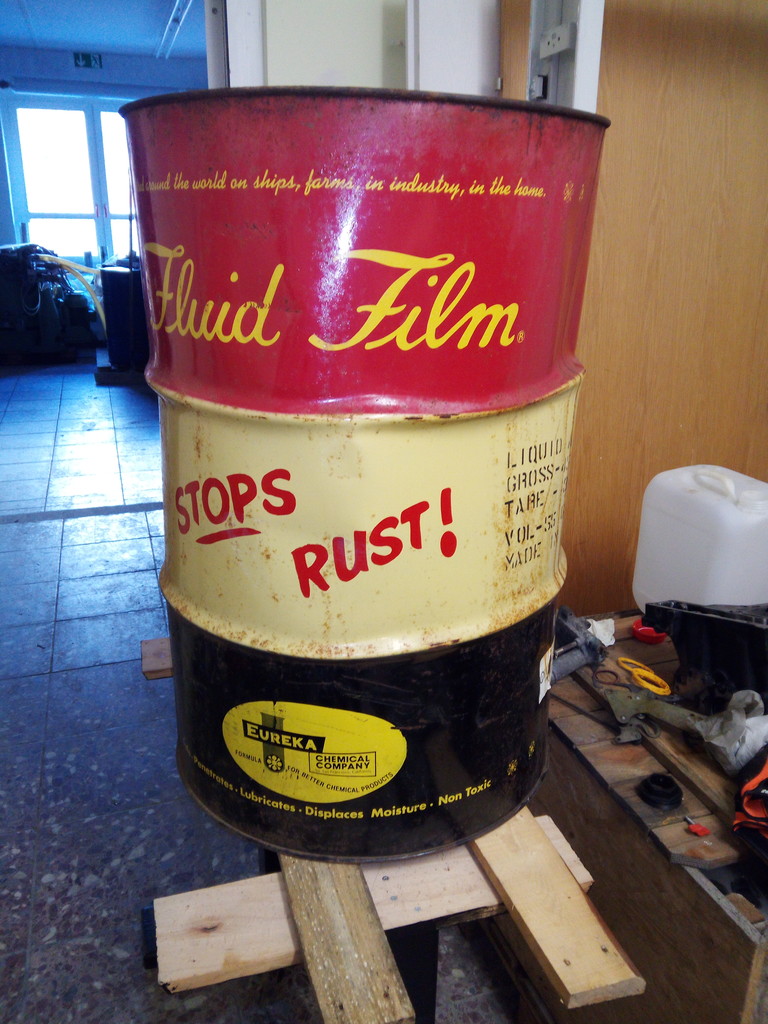 around the world on ships, farms, in industry, in the home.
Fluid Film®
STOPS
RUST!
LIQUID
GROSS-
TARE -
VOL-55
MADE
EUREKA
CHEMICAL
COMPANY
FORMULA FOR BETTER CHEMICAL PRODUCTS
Penetrates · Lubricates · Displaces Moisture · Non Toxic